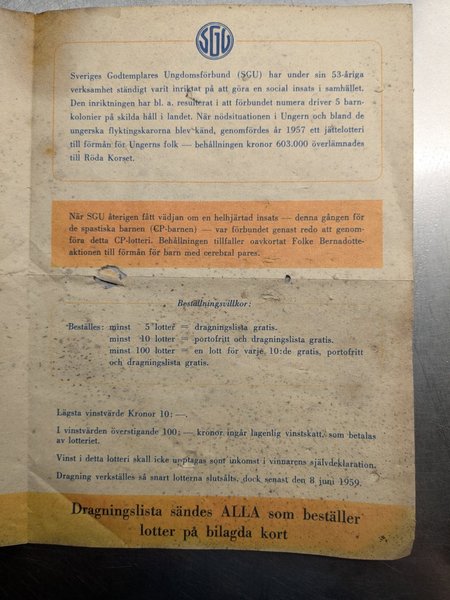 SGU
Sveriges Godtemplares Ungdomsförbund (SGU) har under sin 53-åriga
verksamhet ständigt varit inriktat på att göra en social insats i samhället.
Den inriktningen har bl. a. resulterat i att förbundet numera driver 5 barn-
kolonier på skilda håll i landet. När nödsituationen i Ungern och bland de
ungerska flyktingskarorna blev känd, genomfördes år 1957 ett jättelotteri
till förmån för Ungerns folk — behållningen kronor 603.000 överlämnades
till Röda Korset.
När SGU återigen fått vädjan om en helhjärtad insats — denna gången för
de spastiska barnen (CP-barnen) — var förbundet genast redo att genom-
föra detta CP-lotteri. Behållningen tillfaller oavkortat Folke Bernadotte-
aktionen till förmån för barn med cerebral pares.
Beställningsvillkor:
Beställes: minst 5 lotter = dragningslista gratis.
minst 10 lotter = portofritt och dragningslista gratis.
minst 100 lotter = en lott för varje 10:de gratis, portofritt
och dragningslista gratis.
Lägsta vinstvärde Kronor 10: —.
I vinstvärden överstigande 100: — kronor ingår lagenlig vinstskatt, som betalas
av lotteriet.
Vinst i detta lotteri skall icke upptagas som inkomst i vinnarens självdeklaration.
Dragning verkställes så snart lotterna slutsålts, dock senast den 8 juni 1959.
Dragningslista sändes ALLA som beställer
lotter på bilagda kort